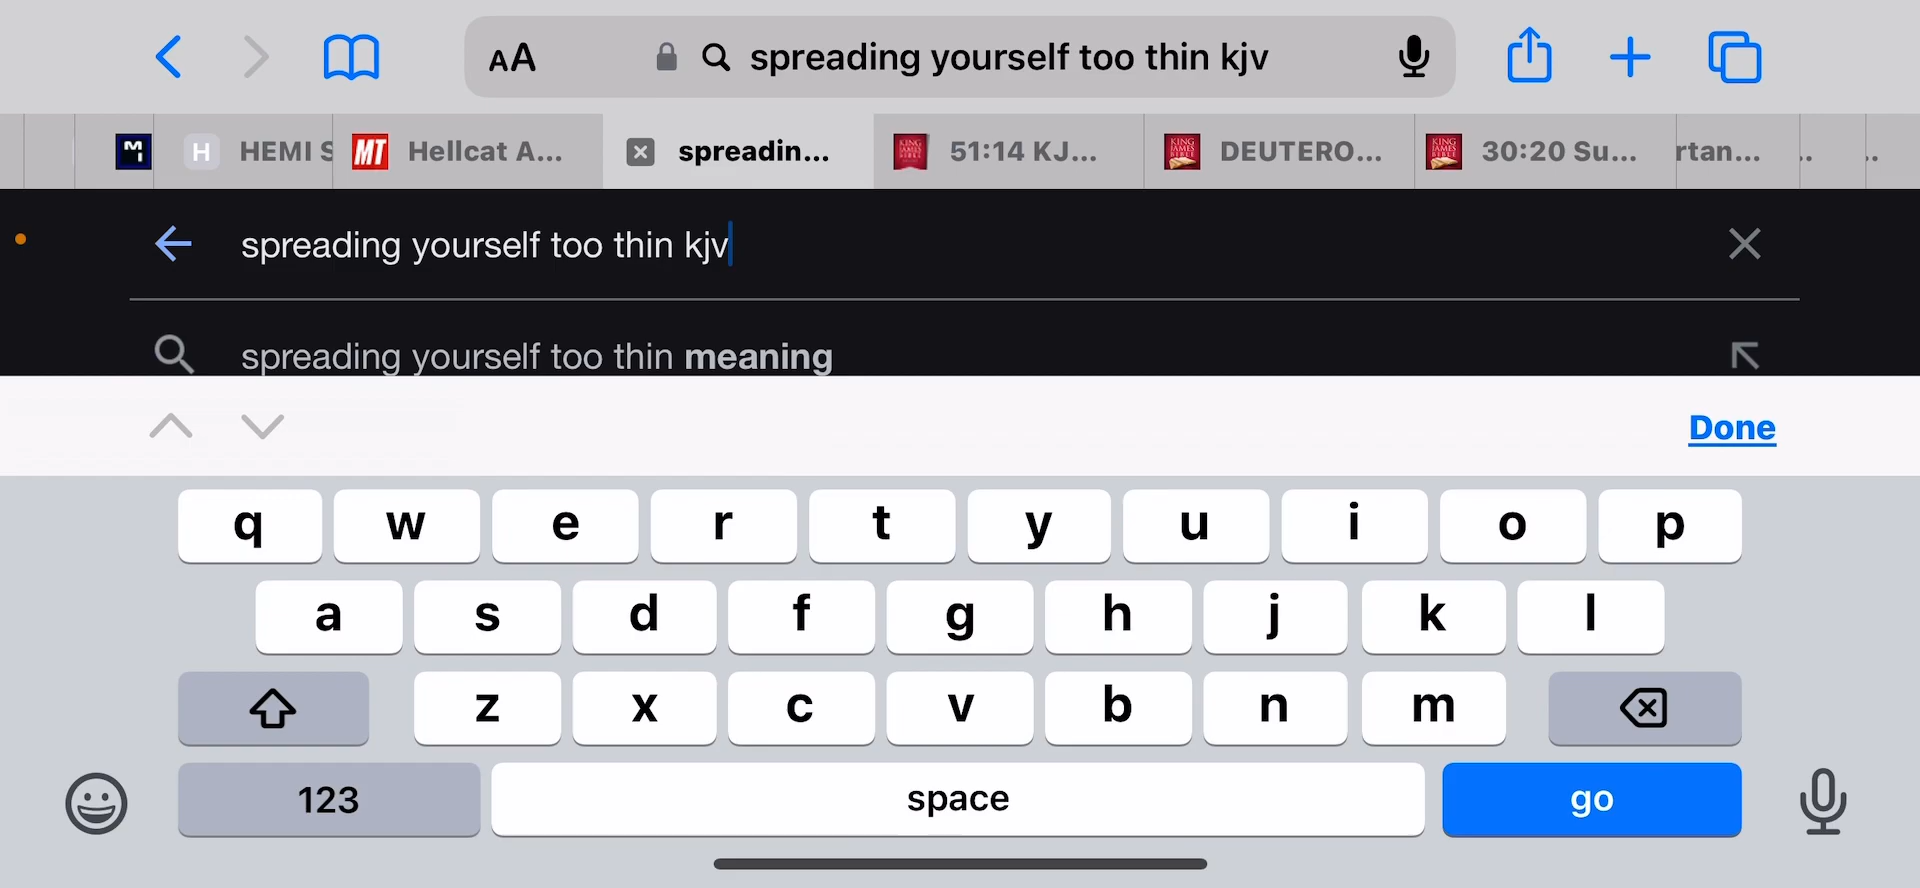 AA spreading yourself too thin kjv
M H HEMI S MT Hellcat A... spreadin... 51:14 KJ... DEUTERO... 30:20 Su... rtan... .. ..
spreading yourself too thin kjv
spreading yourself too thin meaning
Done
q w e r t y u i o p
a s d f g h j k l
z x c v b n m
123 space go